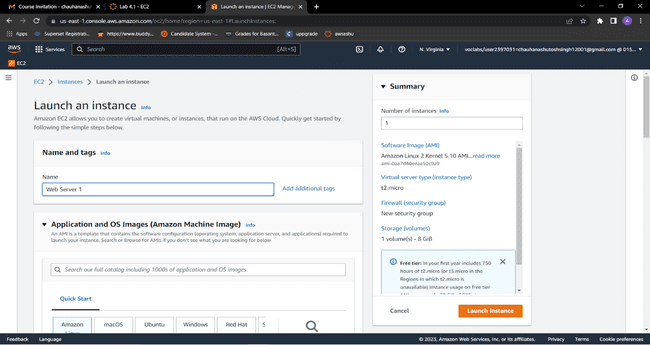 Course Invitation - chauhanashu
Lab 4.1 - EC2
Launch an instance | EC2 Manag
us-east-1.console.aws.amazon.com/ec2/home?region=us-east-1#LaunchInstances:
Apps
Superset Registrati...
https://www.buddy...
Candidate System -...
Grades for Basant...
uppgrade
awsashu
aws
Services
Search
[Alt+S]
N. Virginia
EC2
EC2
Instances
Launch an instance
Launch an instance Info
Amazon EC2 allows you to create virtual machines, or instances, that run on the AWS Cloud. Quickly get started by
following the simple steps below.
Name and tags Info
Name
Web Server 1
Add additional tags
Application and OS Images (Amazon Machine Image) Info
An AMI is a template that contains the software configuration (operating system, application server, and applications) required to
launch your instance. Search or Browse for AMIs if you don't see what you are looking for below
Search our full catalog including 1000s of application and OS images
Quick Start
Amazon
macOS
Ubuntu
Windows
Red Hat
S
Summary
Number of instances Info
1
Software Image (AMI)
Amazon Linux 2 Kernel 5.10 AMI...read more
Virtual server type (instance type)
t2.micro
Firewall (security group)
New security group
Storage (volumes)
1 volume(s) - 8 GiB
Free tier: In your first year includes 750
hours of t2.micro (or t3.micro in the
Regions in which t2.micro is
unavailable) instance usage on free tier
Cancel
Launch instance
Feedback
Language
© 2023, Amazon Web Services, Inc. or its affiliates.
Privacy
Terms
Cookie preferences